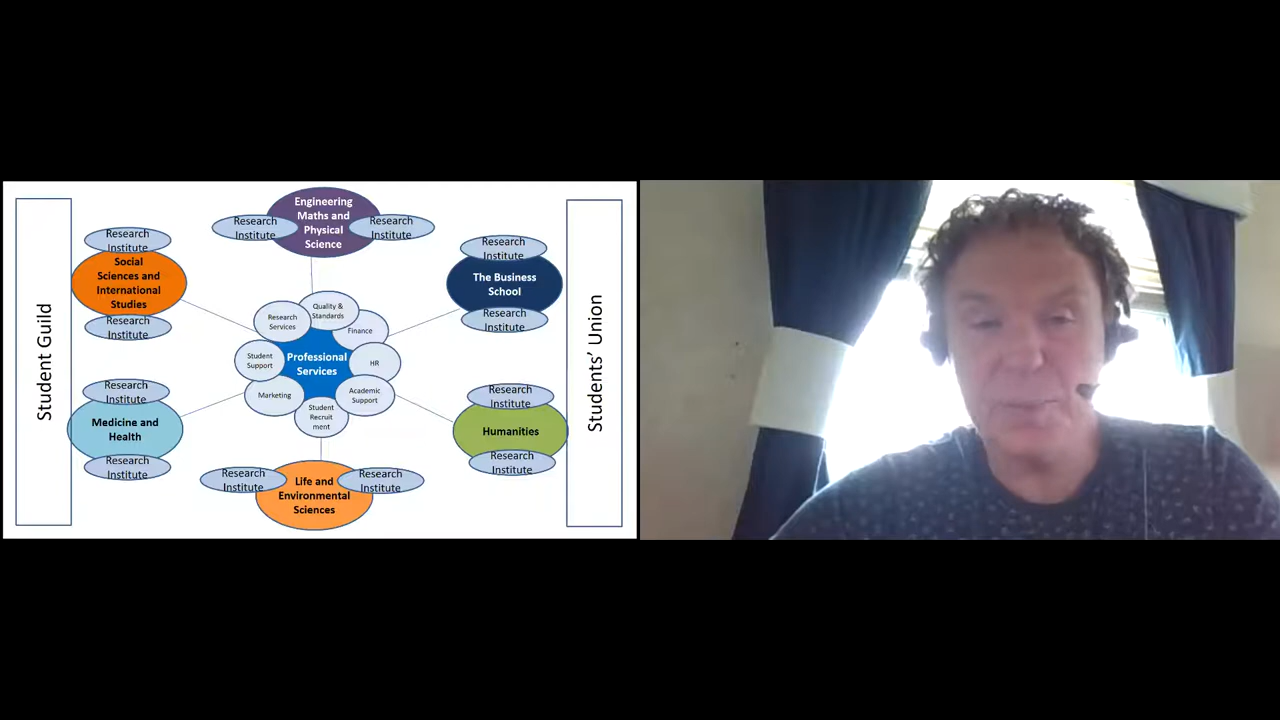 Student Guild
Engineering
Maths and
Physical
Science
Research
Institute
Research
Institute
Research
Institute
Social
Sciences and
International
Studies
Research
Institute
Research
Institute
The Business
School
Research
Institute
Quality &
Standards
Research
Services
Finance
Student
Support
Professional
Services
HR
Marketing
Academic
Support
Student
Recruit
ment
Research
Institute
Medicine and
Health
Research
Institute
Research
Institute
Humanities
Research
Institute
Research
Institute
Life and
Environmental
Sciences
Research
Institute
Students' Union